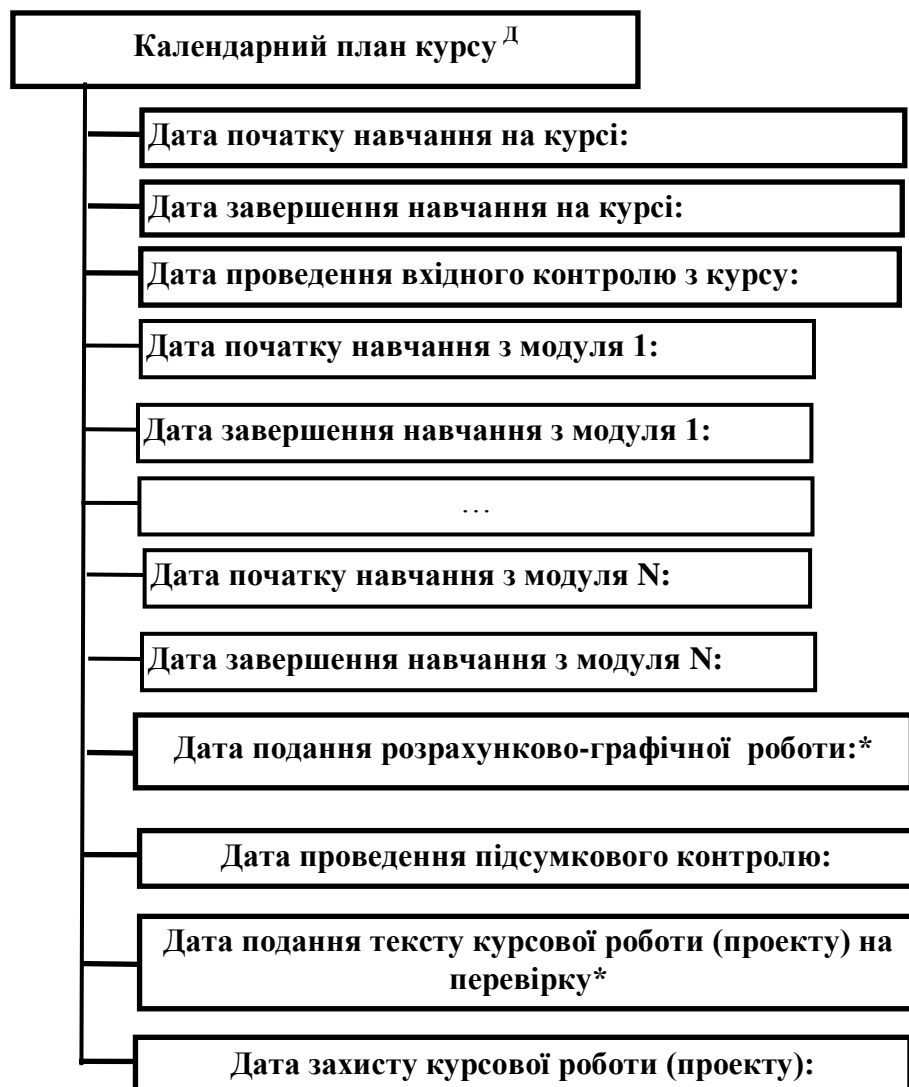 Календарний план курсу Д
Дата початку навчання на курсі:
Дата завершення навчання на курсі:
Дата проведення вхідного контролю з курсу:
Дата початку навчання з модуля 1:
Дата завершення навчання з модуля 1:
…
Дата початку навчання з модуля N:
Дата завершення навчання з модуля N:
Дата подання розрахунково-графічної роботи:*
Дата проведення підсумкового контролю:
Дата подання тексту курсової роботи (проекту) на
перевірку*
Дата захисту курсової роботи (проекту):